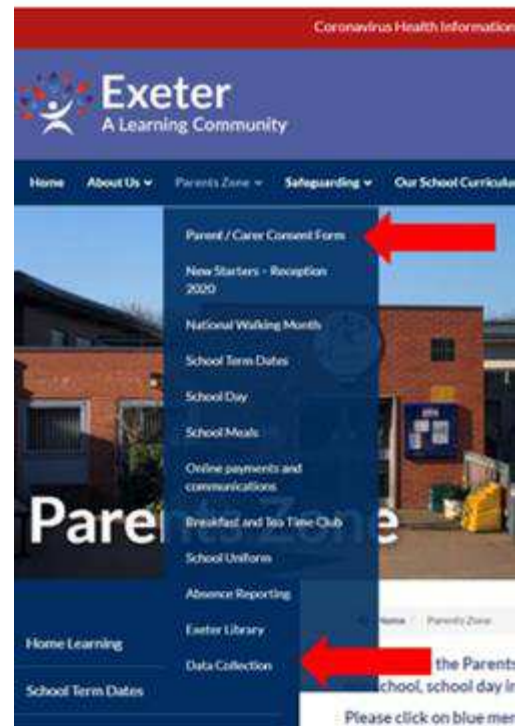 Coronavirus Health Information
Exeter
A Learning Community
Home About Us Parents Zone Safeguarding Our School Curriculum
Parent / Carer Consent Form
New Starters - Reception
2020
National Walking Month
School Term Dates
School Day
School Meals
Online payments and
communications
Breakfast and Tea Time Club
School Uniform
Absence Reporting
Exeter Library
Data Collection
Parents Zone
Home Learning
School Term Dates
Home / Parents Zone
the Parents
school, school day in
Please click on blue men